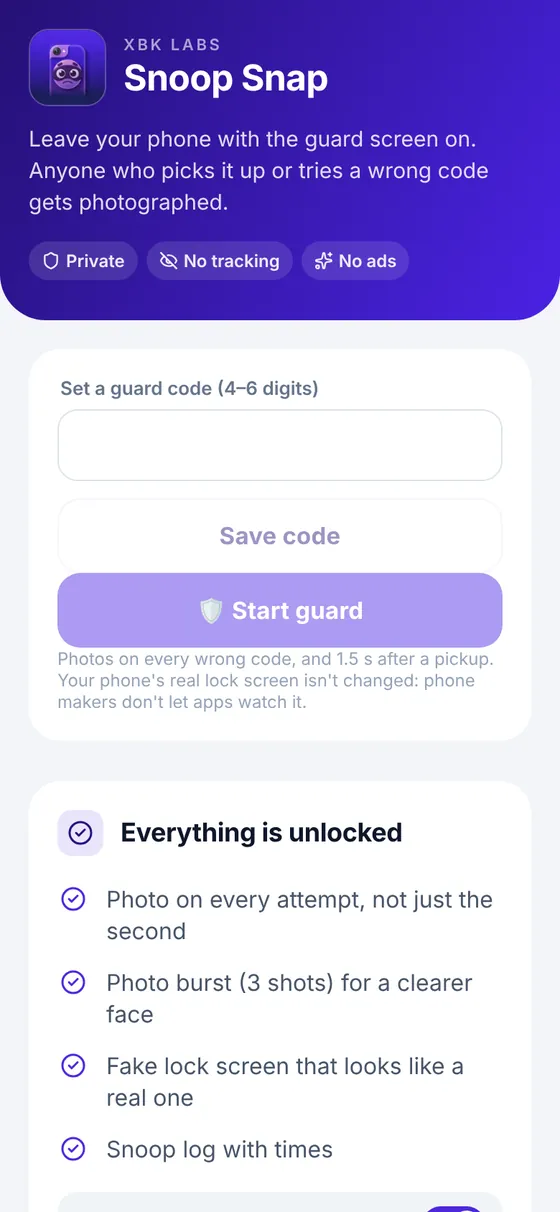 XBK LABS
Snoop Snap
Leave your phone with the guard screen on.
Anyone who picks it up or tries a wrong code
gets photographed.
Private
No tracking
No ads
Set a guard code (4–6 digits)
Save code
🛡️ Start guard
Photos on every wrong code, and 1.5 s after a pickup.
Your phone's real lock screen isn't changed: phone
makers don't let apps watch it.
Everything is unlocked
Photo on every attempt, not just the
second
Photo burst (3 shots) for a clearer
face
Fake lock screen that looks like a
real one
Snoop log with times